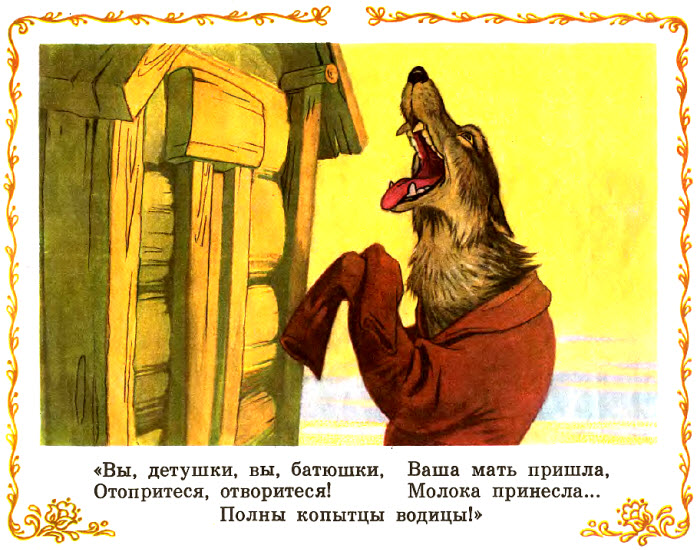 «Вы, детушки, вы, батюшки,
Отопритеся, отворитеся!
Ваша мать пришла,
Молока принесла...
Полны копытцы водицы!»